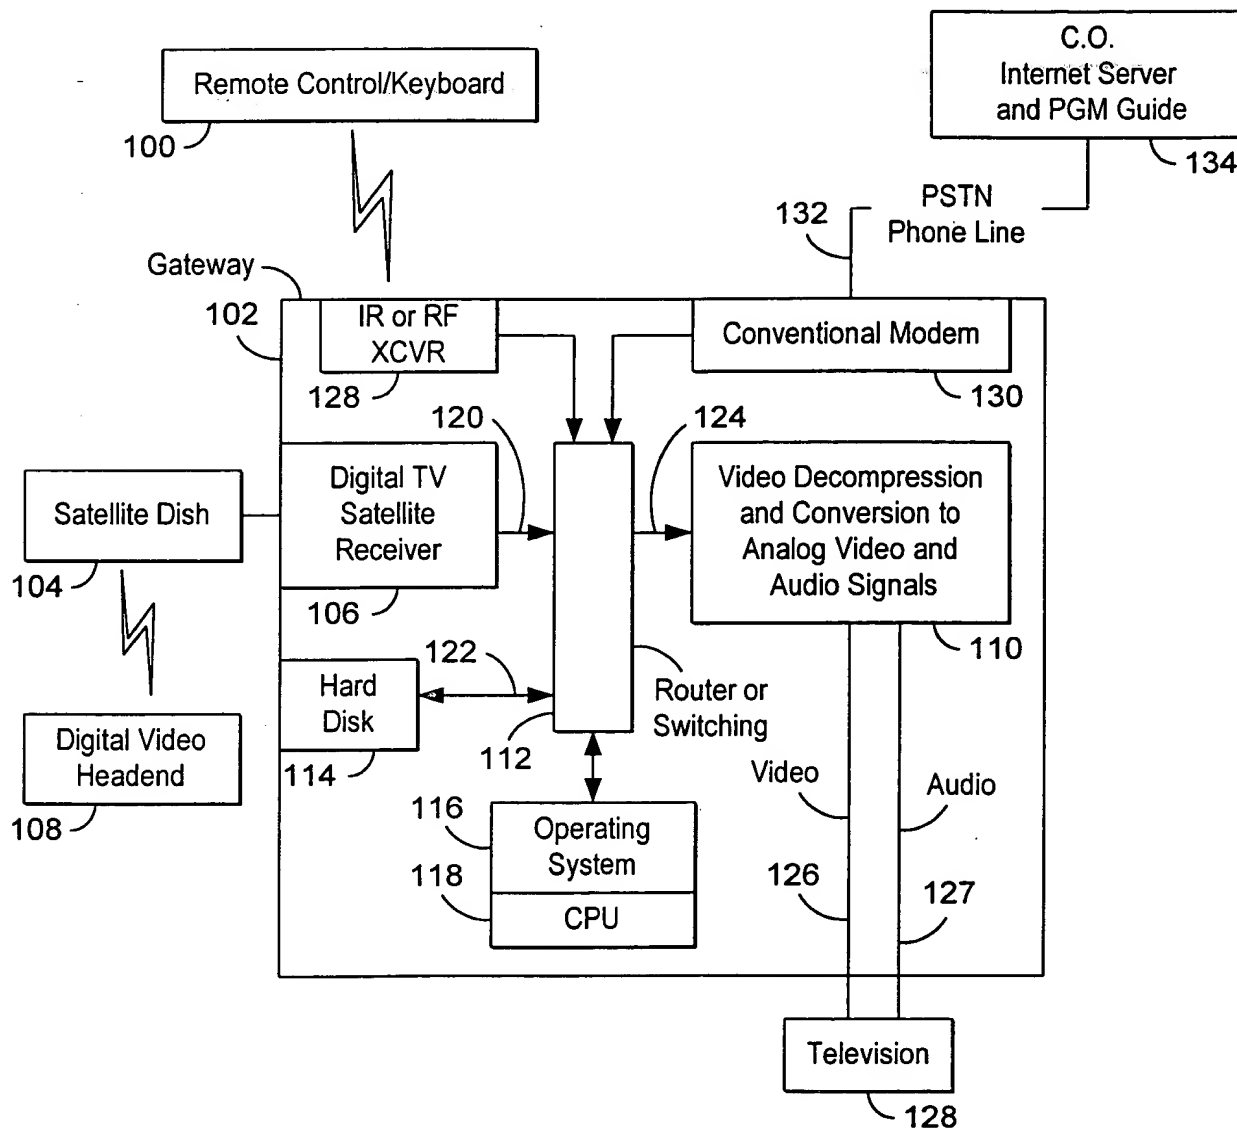 C.O.
Internet Server
and PGM Guide
134
Remote Control/Keyboard
100
PSTN
Phone Line
132
Gateway
102
IR or RF
XCVR
128
Conventional Modem
130
120
124
Digital TV
Satellite
Receiver
106
Video Decompression
and Conversion to
Analog Video and
Audio Signals
110
Satellite Dish
104
122
Hard
Disk
114
112
Router or
Switching
Digital Video
Headend
108
Video
Audio
116
Operating
System
118
CPU
126
127
Television
128